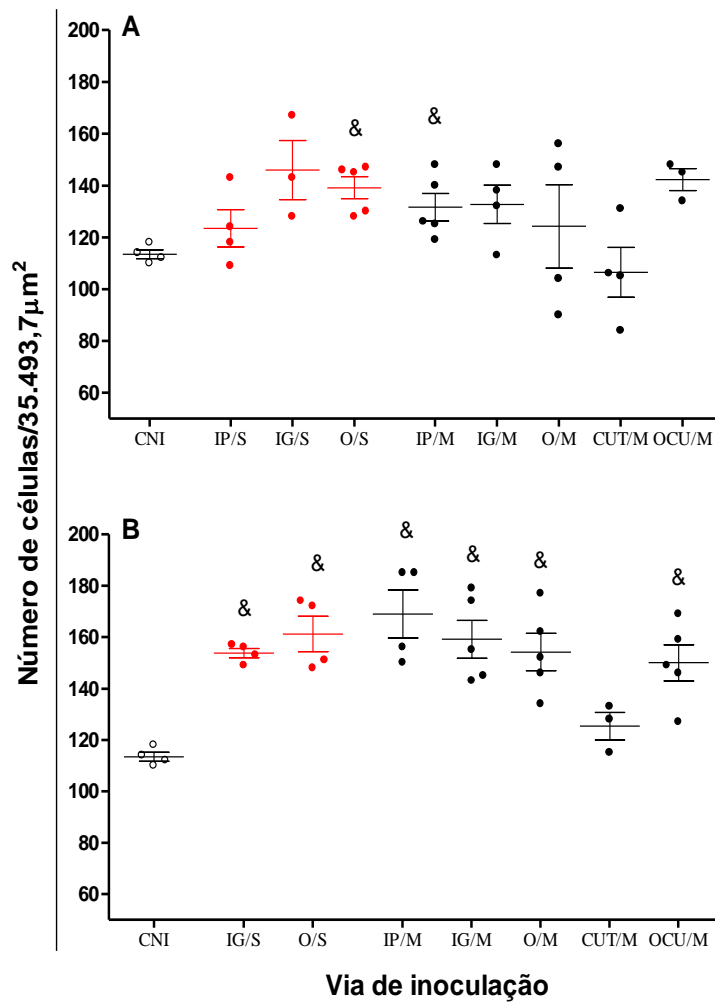 Número de células/35.493,7μm²
A
200
180
160
140
120
100
80
60
& &
CNI IP/S IG/S O/S IP/M IG/M O/M CUT/M OCU/M
B
200
180
160
140
120
100
80
60
& & & & & &
CNI IG/S O/S IP/M IG/M O/M CUT/M OCU/M
Via de inoculação